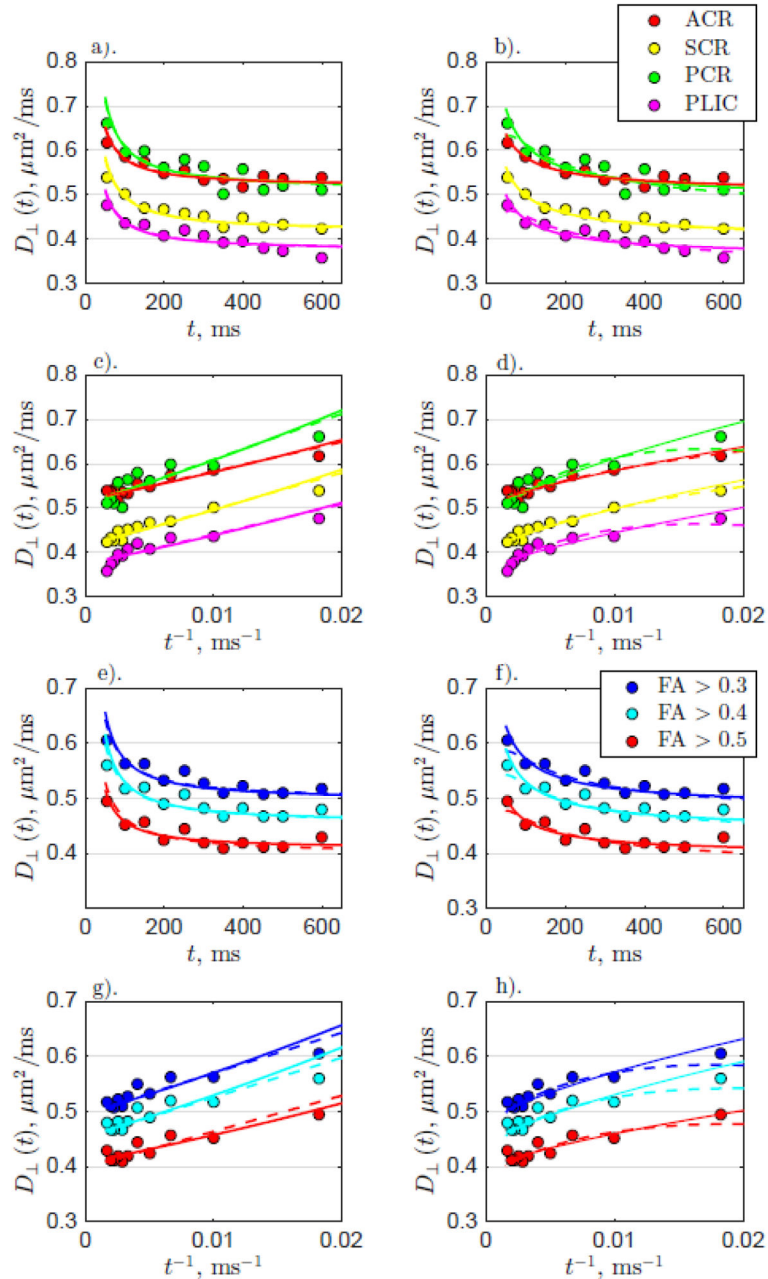 a). b). ACR
SCR
PCR
PLIC
D⊥(t), μm²/ms 0.8 0.7 0.6 0.5 0.4 0.3
0 200 400 600
t, ms
D⊥(t), μm²/ms 0.8 0.7 0.6 0.5 0.4 0.3
0 200 400 600
t, ms
c). d).
D⊥(t), μm²/ms 0.8 0.7 0.6 0.5 0.4 0.3
0 0.01 0.02
t⁻¹, ms⁻¹
D⊥(t), μm²/ms 0.8 0.7 0.6 0.5 0.4 0.3
0 0.01 0.02
t⁻¹, ms⁻¹
e). f). FA > 0.3
FA > 0.4
FA > 0.5
D⊥(t), μm²/ms 0.7 0.6 0.5 0.4 0.3
0 200 400 600
t, ms
D⊥(t), μm²/ms 0.7 0.6 0.5 0.4 0.3
0 200 400 600
t, ms
g). h).
D⊥(t), μm²/ms 0.7 0.6 0.5 0.4 0.3
0 0.01 0.02
t⁻¹, ms⁻¹
D⊥(t), μm²/ms 0.7 0.6 0.5 0.4 0.3
0 0.01 0.02
t⁻¹, ms⁻¹